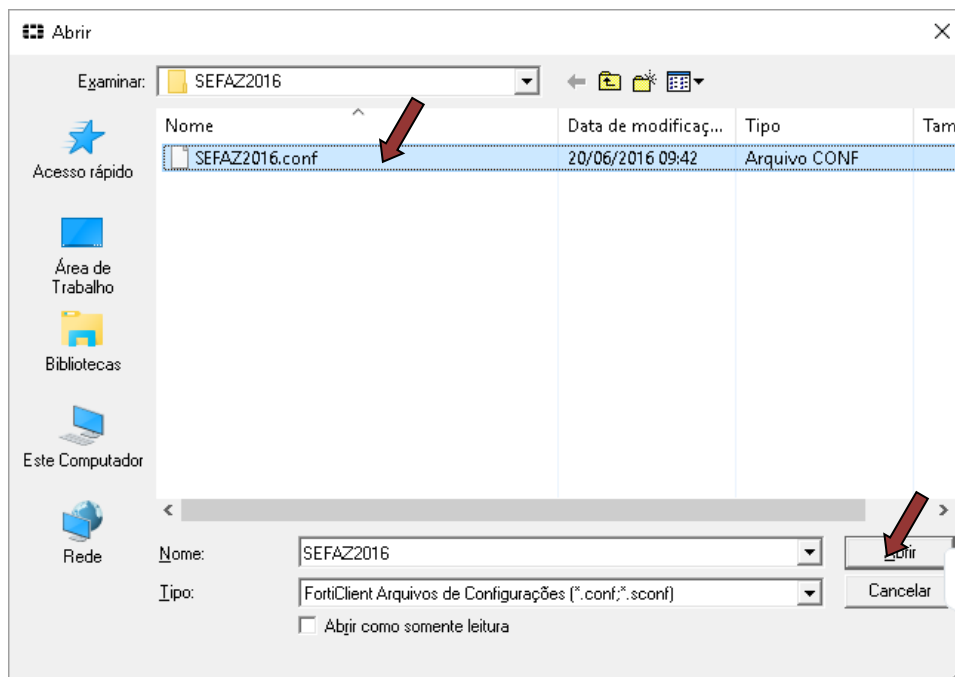 Abrir
Examinar: SEFAZ2016
Nome Data de modificaç... Tipo Tam
SEFAZ2016.conf 20/06/2016 09:42 Arquivo CONF
Acesso rápido
Área de
Trabalho
Bibliotecas
Este Computador
Rede
Nome: SEFAZ2016
Tipo: FortiClient Arquivos de Configurações (*.conf;*.sconf)
Cancelar
Abrir como somente leitura